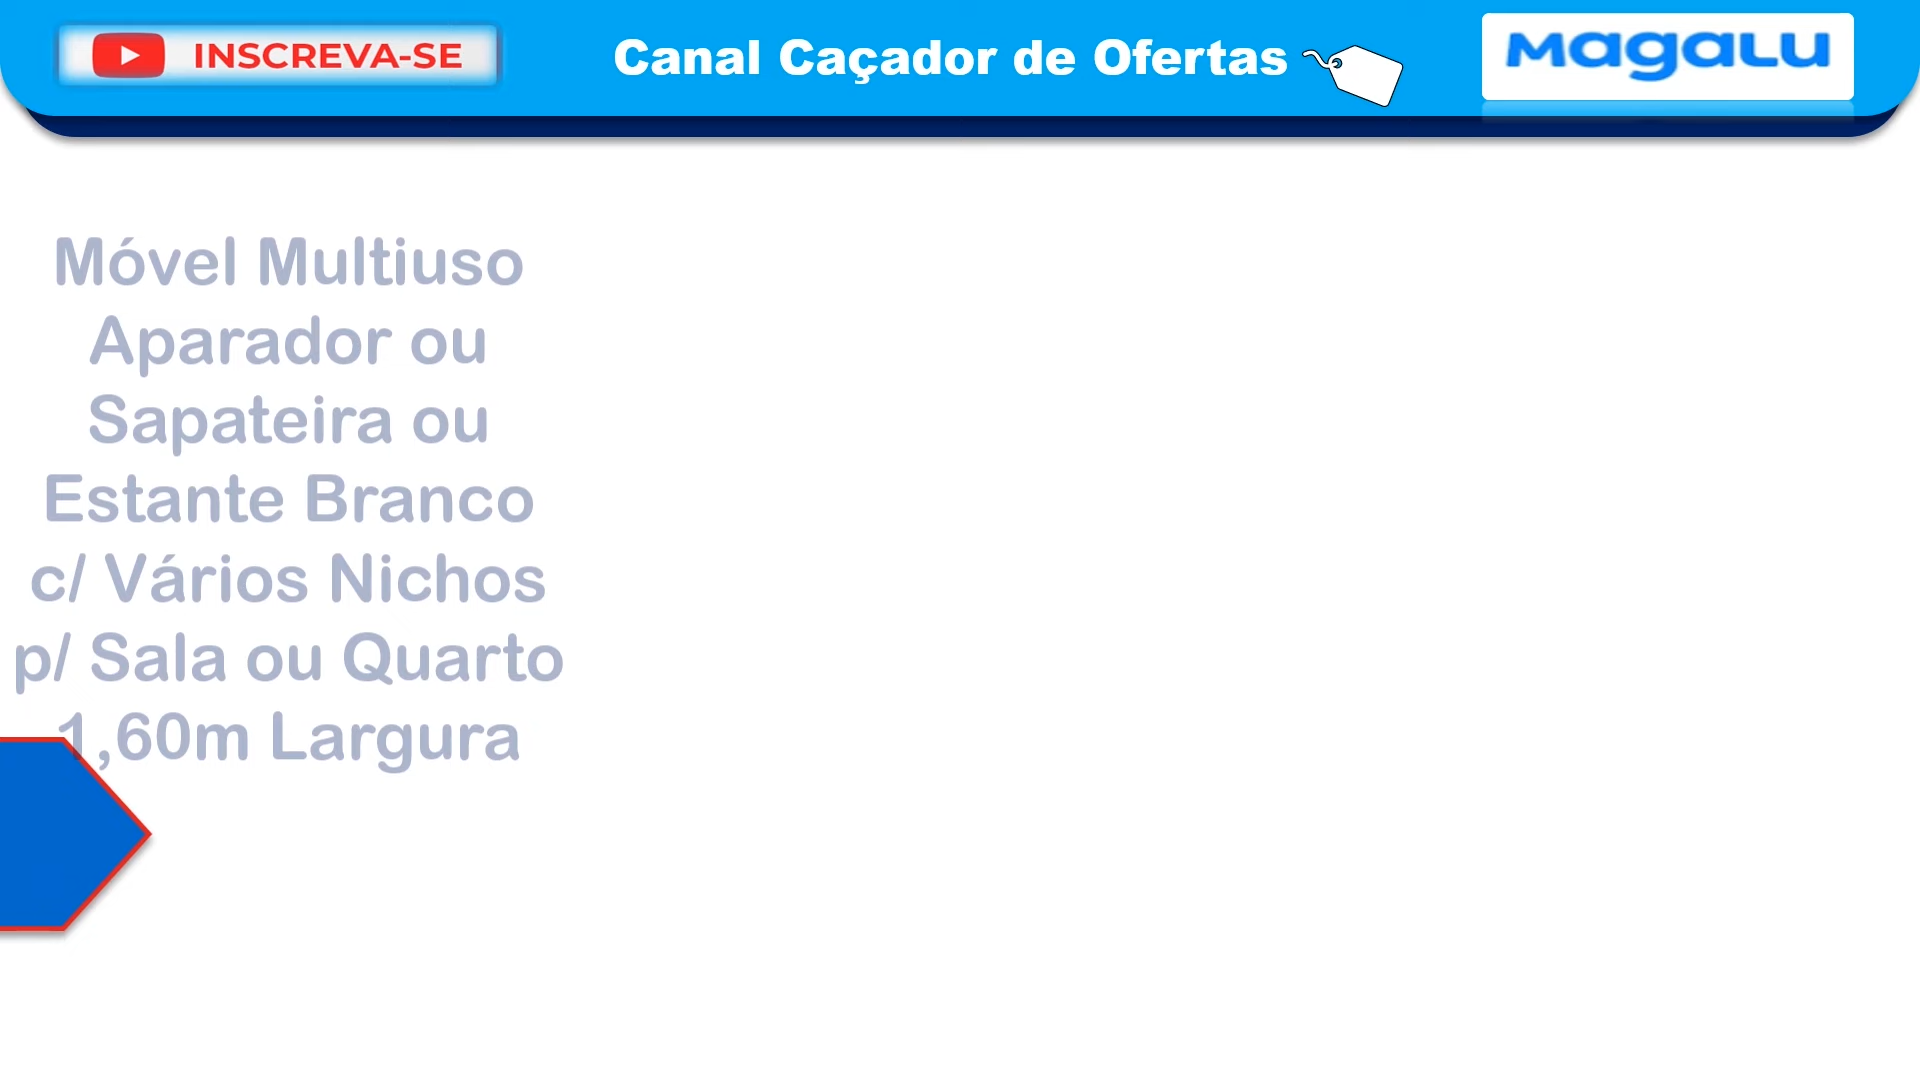 INSCREVA-SE
Canal Caçador de Ofertas
MagaLu
Móvel Multiuso
Aparador ou
Sapateira ou
Estante Branco
c/ Vários Nichos
p/ Sala ou Quarto
1,60m Largura